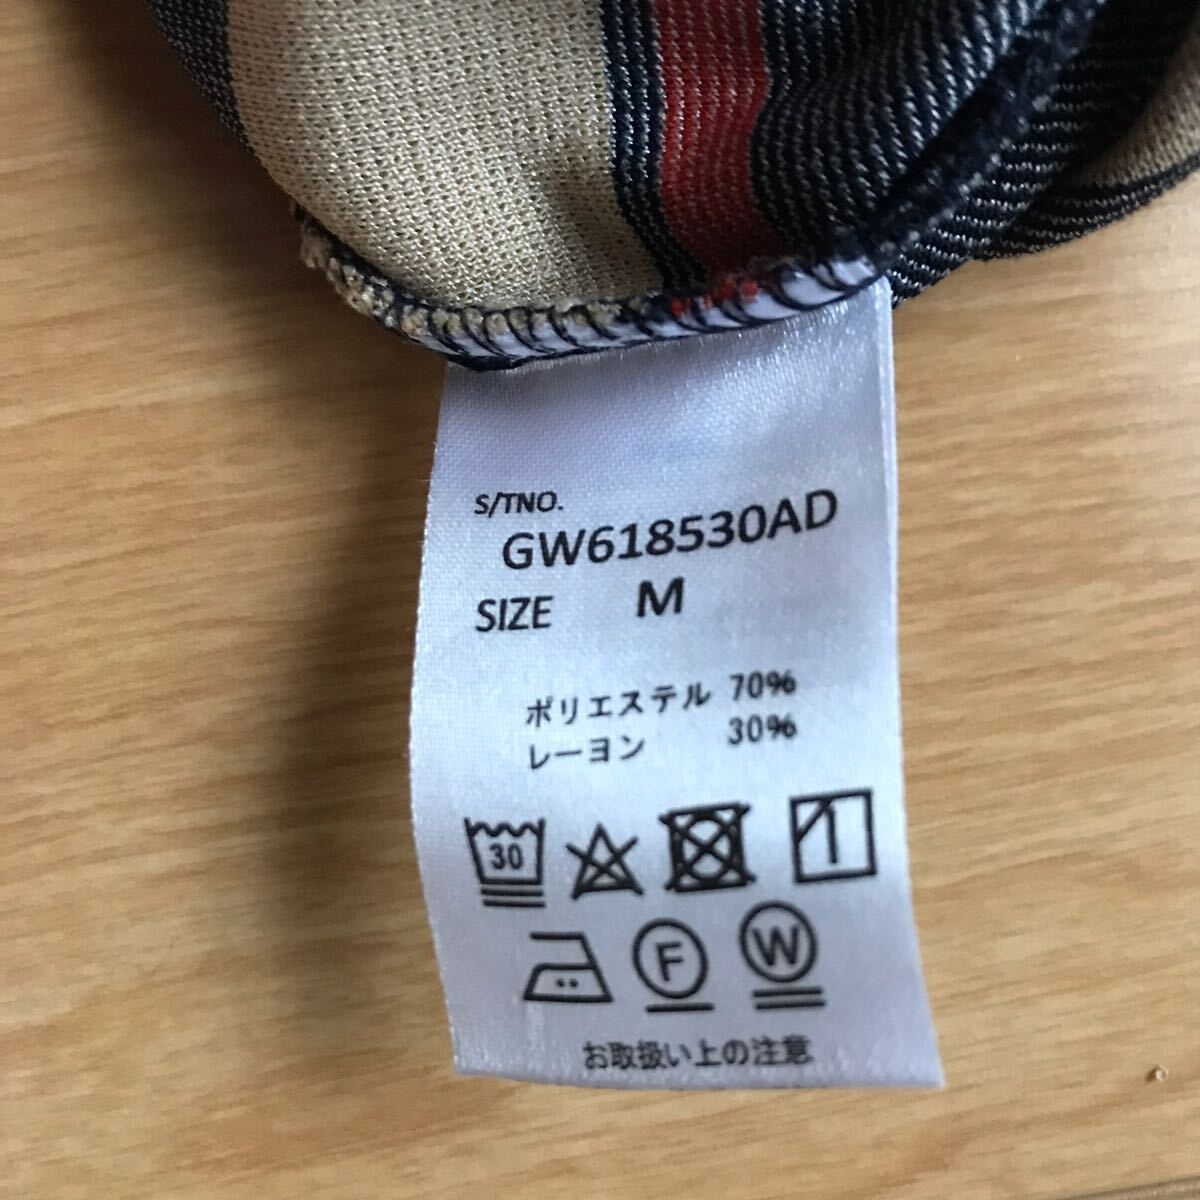 S/TNO.
GW618530AD
SIZE M
ポリエステル 70%
レーヨン 30%
30
F W
お取扱い上の注意